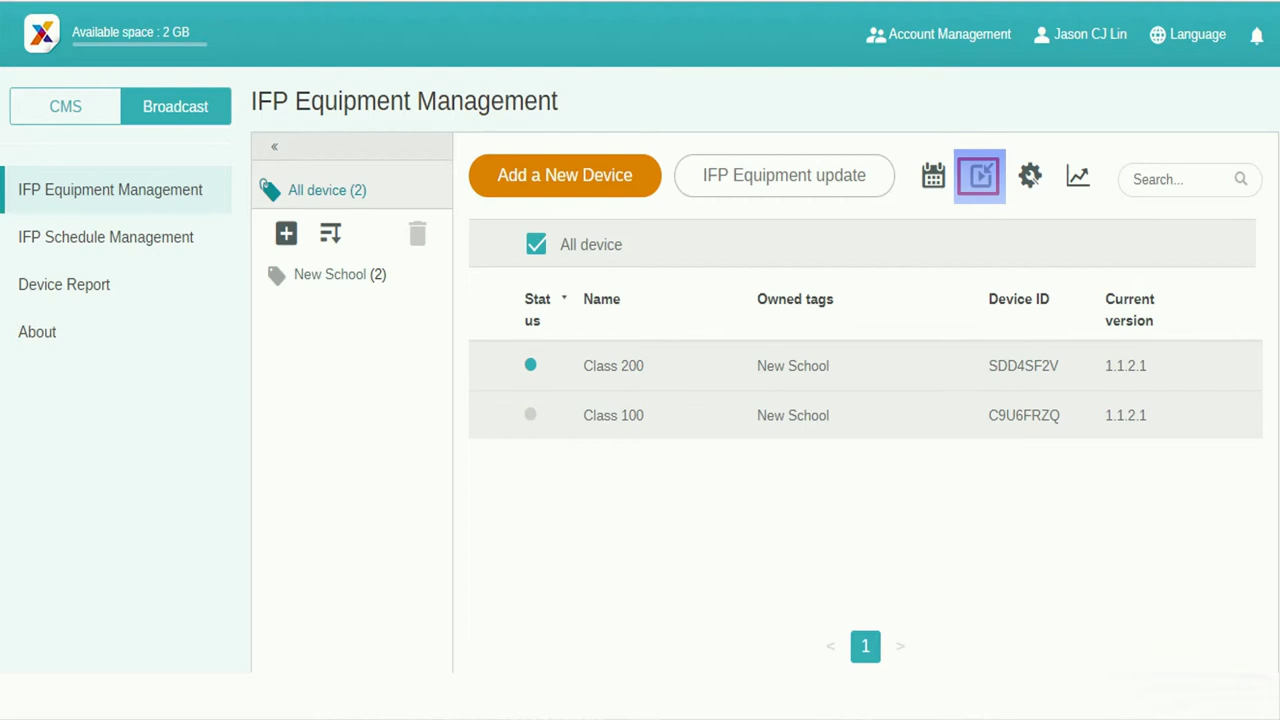 Available space : 2 GB
Account Management
Jason CJ Lin
Language
CMS
Broadcast
IFP Equipment Management
IFP Equipment Management
IFP Schedule Management
Device Report
About
«
All device (2)
New School (2)
Add a New Device
IFP Equipment update
Search...
All device
Stat
us
Name
Owned tags
Device ID
Current
version
Class 200
New School
SDD4SF2V
1.1.2.1
Class 100
New School
C9U6FRZQ
1.1.2.1
< 1 >